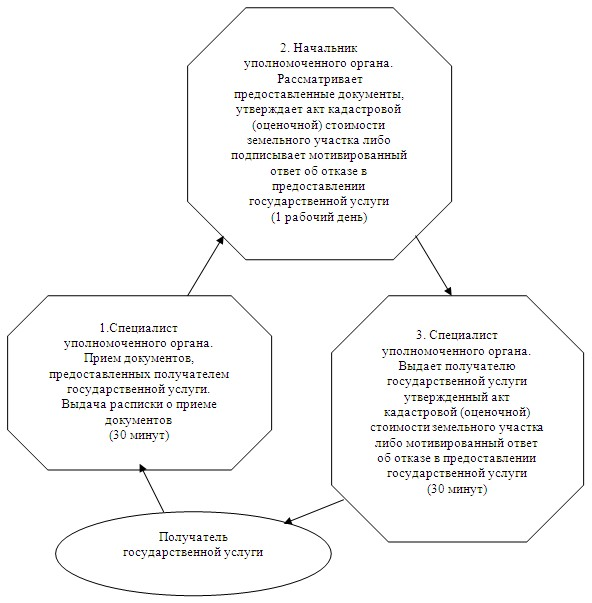 2. Начальник
уполномоченного органа.
Рассматривает
предоставленные документы,
утверждает акт кадастровой
(оценочной) стоимости
земельного участка либо
подписывает мотивированный
ответ об отказе в
предоставлении
государственной услуги
(1 рабочий день)
1.Специалист
уполномоченного органа.
Прием документов,
предоставленных получателем
государственной услуги.
Выдача расписки о приеме
документов
(30 минут)
3. Специалист
уполномоченного органа.
Выдает получателю
государственной услуги
утвержденный акт
кадастровой (оценочной)
стоимости земельного участка
либо мотивированный ответ
об отказе в предоставлении
государственной услуги
(30 минут)
Получатель
государственной услуги